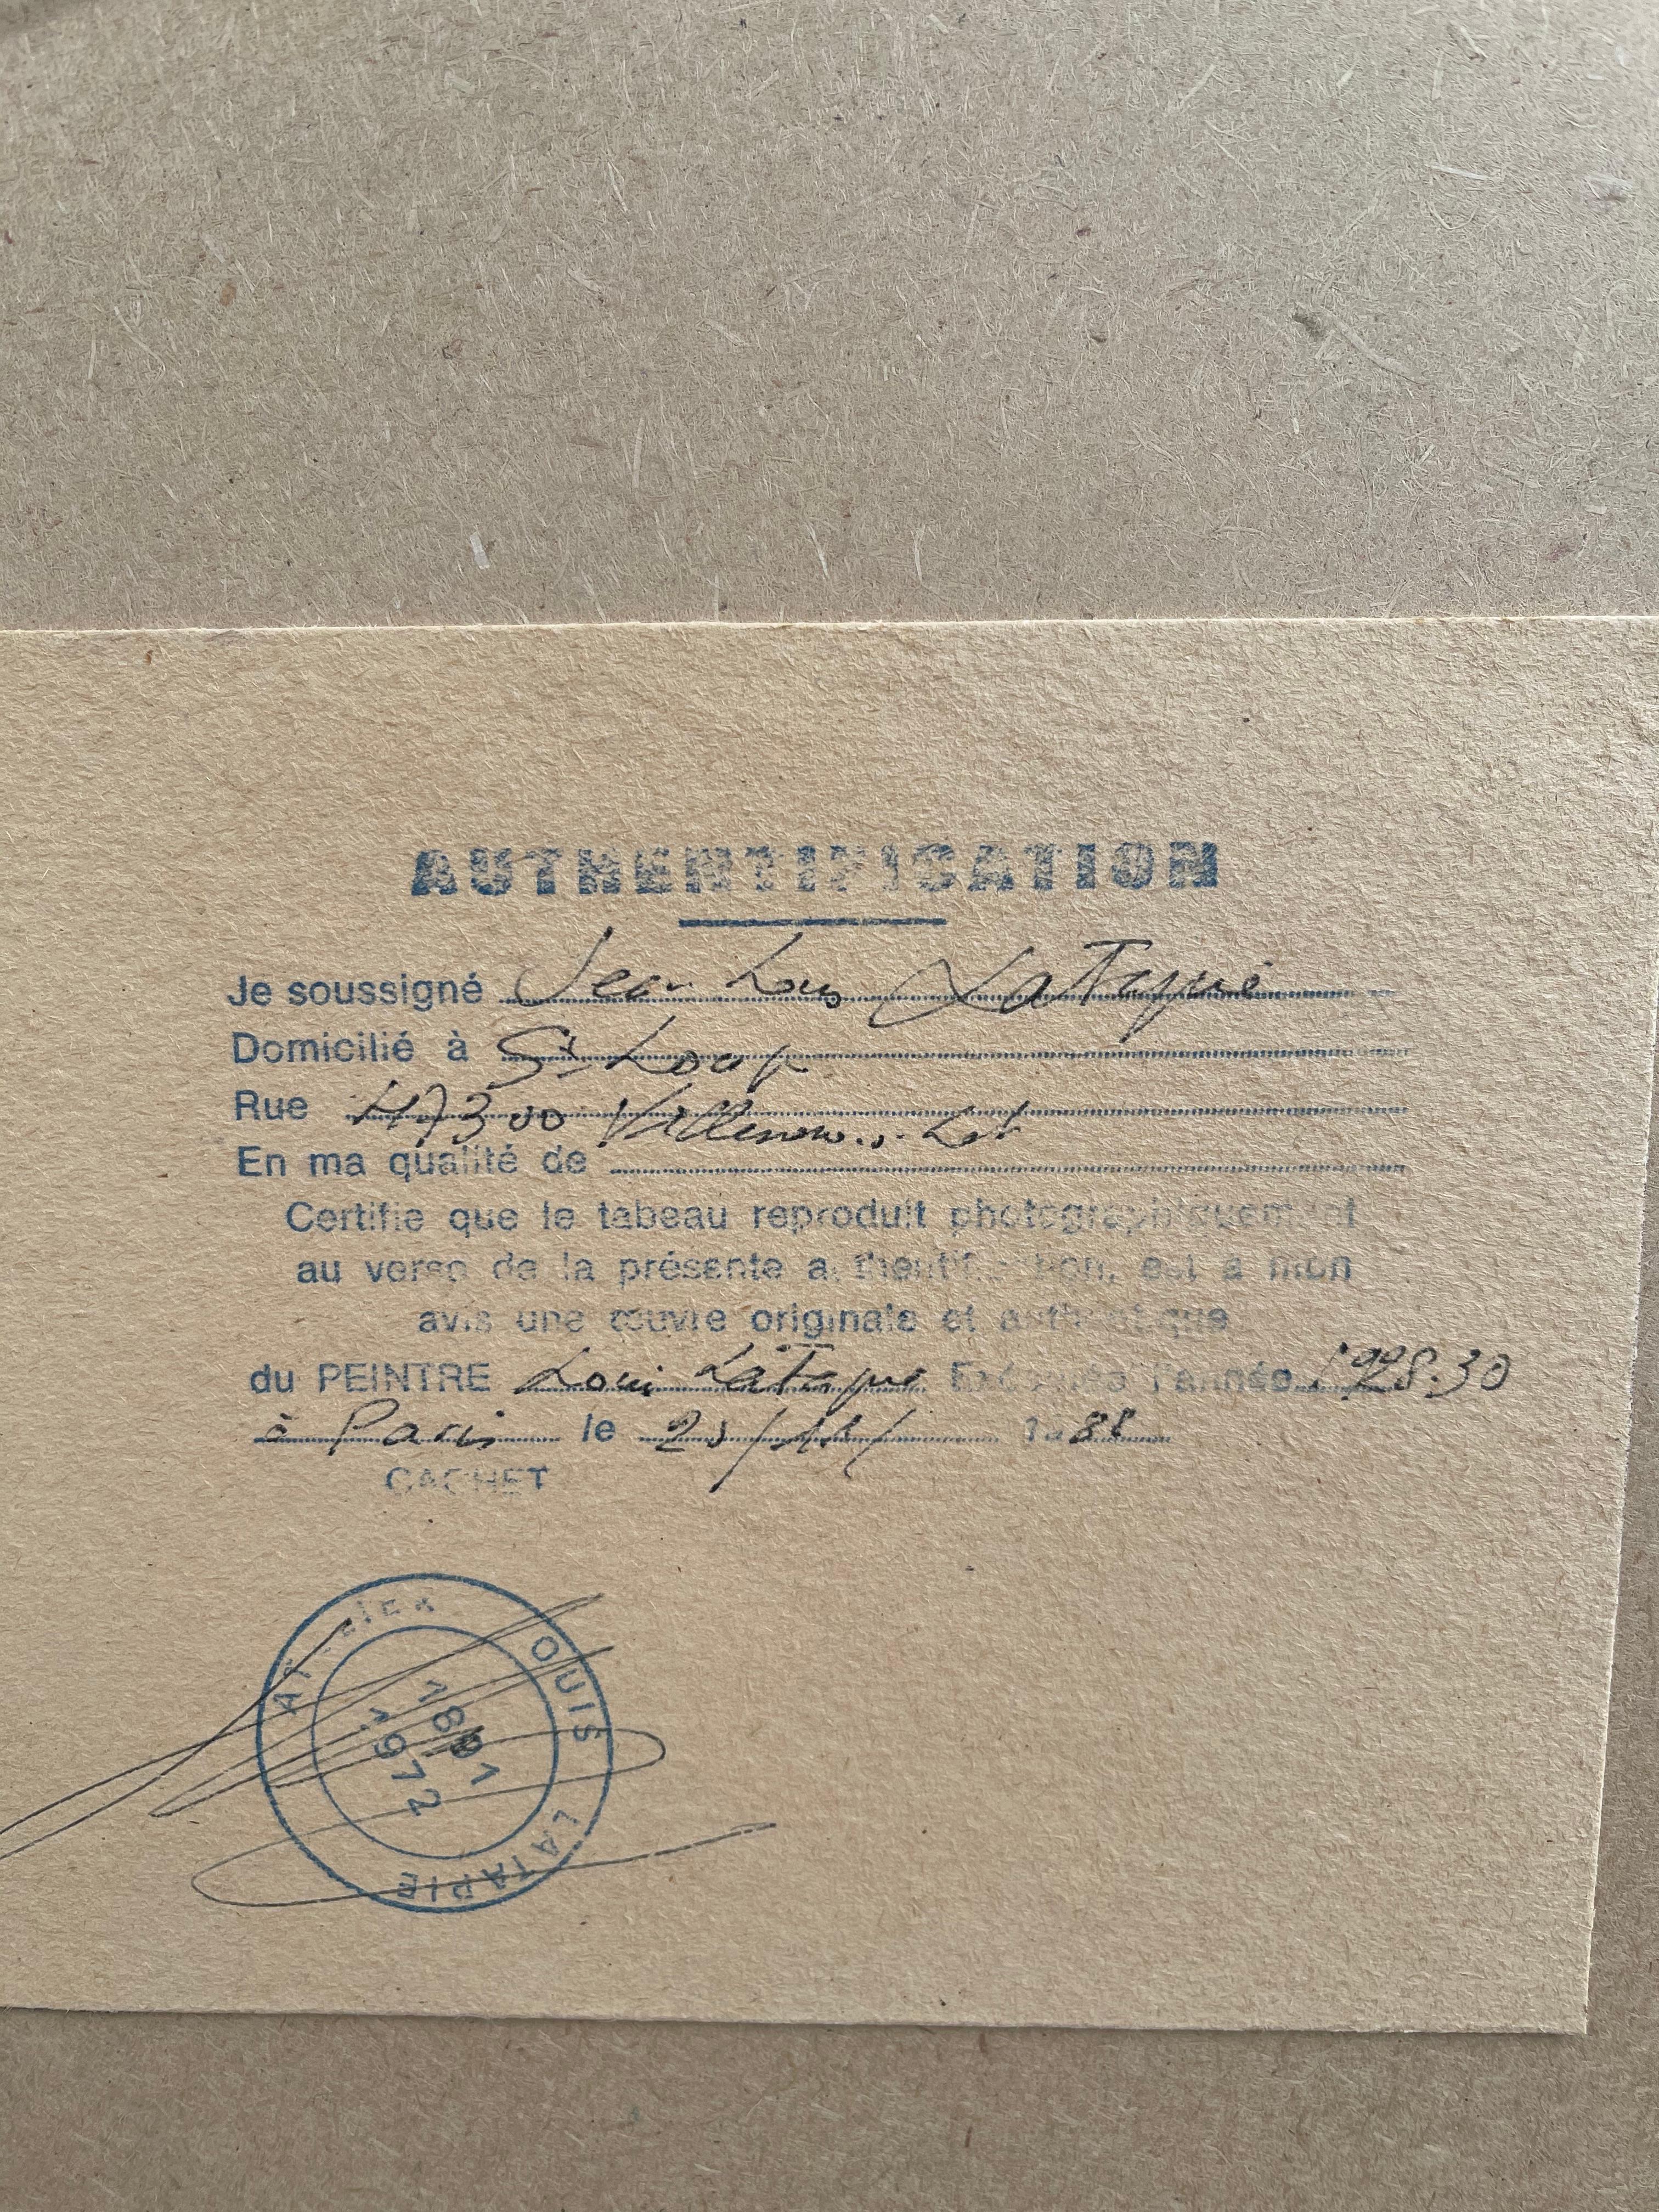 AUTHENTIFICATION
Je soussigné Jean Louis LaTapie
Domicilié à St Loup
Rue 47300 Villeneuve Lot
En ma qualité de
Certifie que le tabeau reproduit photographiquement
au verso de la présente authentification, est à mon
avis une œuvre originale et authentique
du PEINTRE Louis LaTapie Exécutée l'année 1928.30
à Paris le 1988
CACHET
ATELIER LOUIS LATAPIE
1891
1972